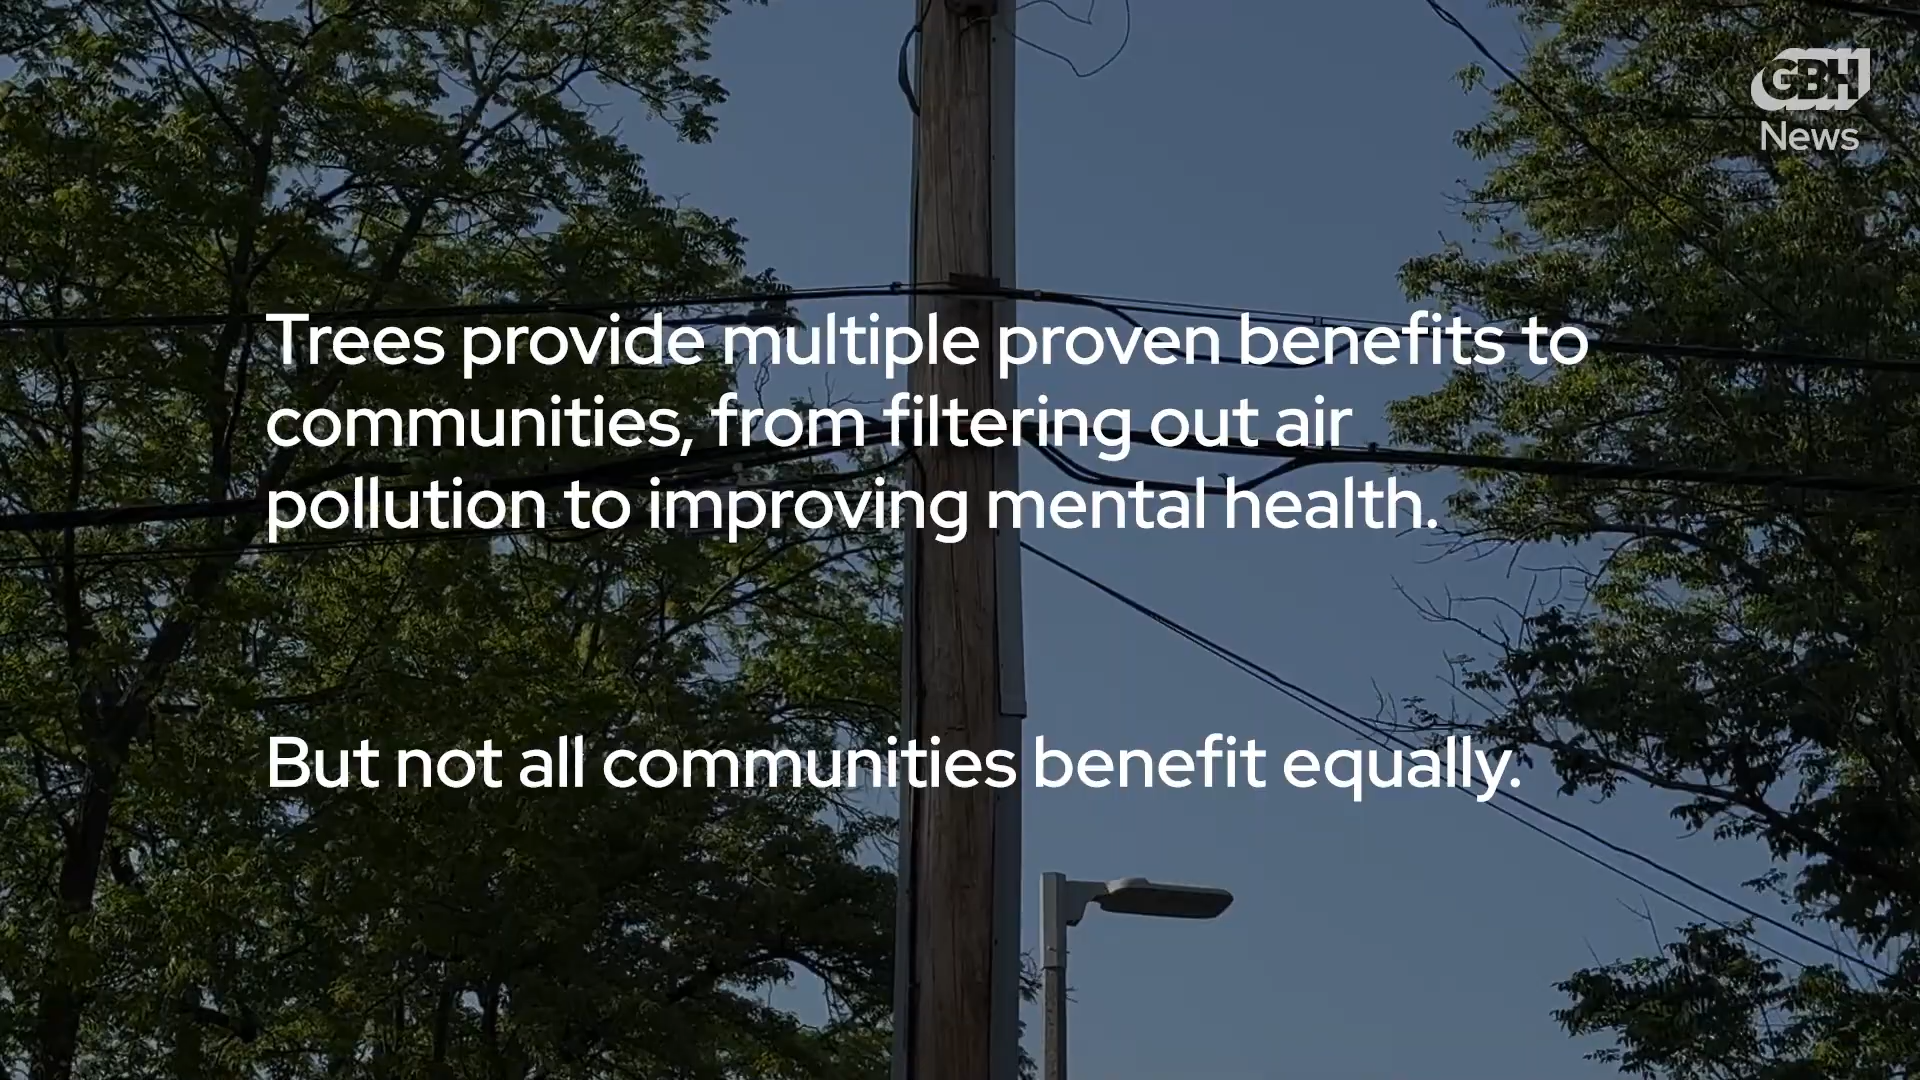 GBH
News
Trees provide multiple proven benefits to
communities, from filtering out air
pollution to improving mental health.
But not all communities benefit equally.